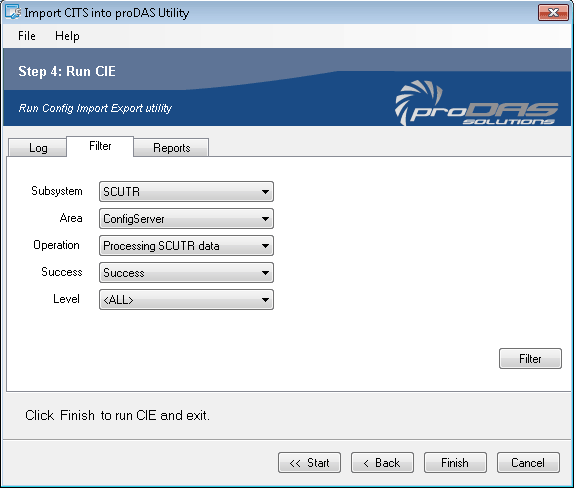 Import CITS into proDAS Utility
File Help
Step 4: Run CIE
Run Config Import Export utility
proDAS
SOLUTIONS
Log Filter Reports
Subsystem SCUTR
Area ConfigServer
Operation Processing SCUTR data
Success Success
Level <ALL>
Filter
Click Finish to run CIE and exit.
<< Start < Back Finish Cancel